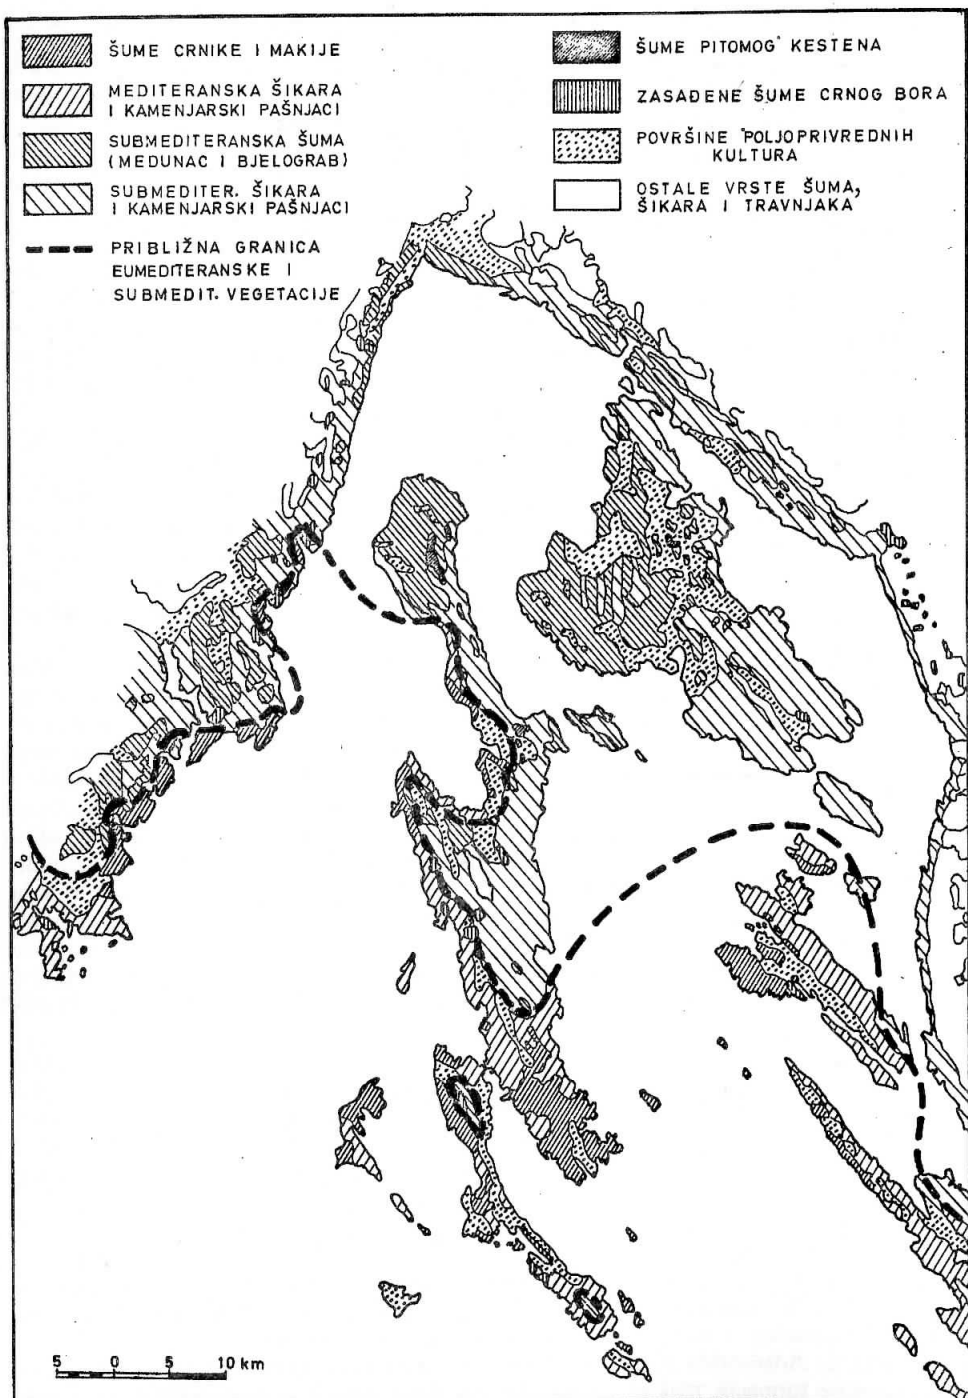 ŠUME CRNIKE I MAKIJE
MEDITERANSKA ŠIKARA
I KAMENJARSKI PAŠNJACI
SUBMEDITERANSKA ŠUMA
(MEDUNAC I BJELOGRAB)
SUBMEDITER. ŠIKARA
I KAMENJARSKI PAŠNJACI
PRIBLIŽNA GRANICA
EUMEDITERANSKE I
SUBMEDIT. VEGETACIJE
ŠUME PITOMOG KESTENA
ZASAĐENE ŠUME CRNOG BORA
POVRŠINE POLJOPRIVREDNIH
KULTURA
OSTALE VRSTE ŠUMA,
ŠIKARA I TRAVNJAKA
5 0 5 10 km